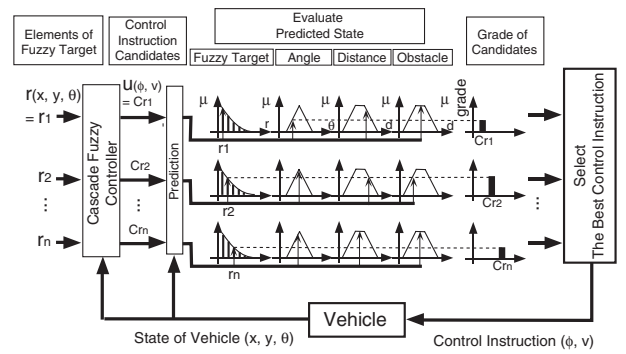 Elements of
Fuzzy Target
Control
Instruction
Candidates
Evaluate
Predicted State
Fuzzy Target
Angle
Distance
Obstacle
Grade of
Candidates
r(x, y, θ)
= r1
u(ϕ, v)
= Cr1
μ
μ
μ
μ
grade
r
θ
d
d
r1
Cr1
r2
Cr2
r2
Cr2
⋮
⋮
⋮
rn
Crn
rn
Crn
Cascade Fuzzy
Controller
Prediction
Select
The Best Control Instruction
Vehicle
State of Vehicle (x, y, θ)
Control Instruction (ϕ, v)